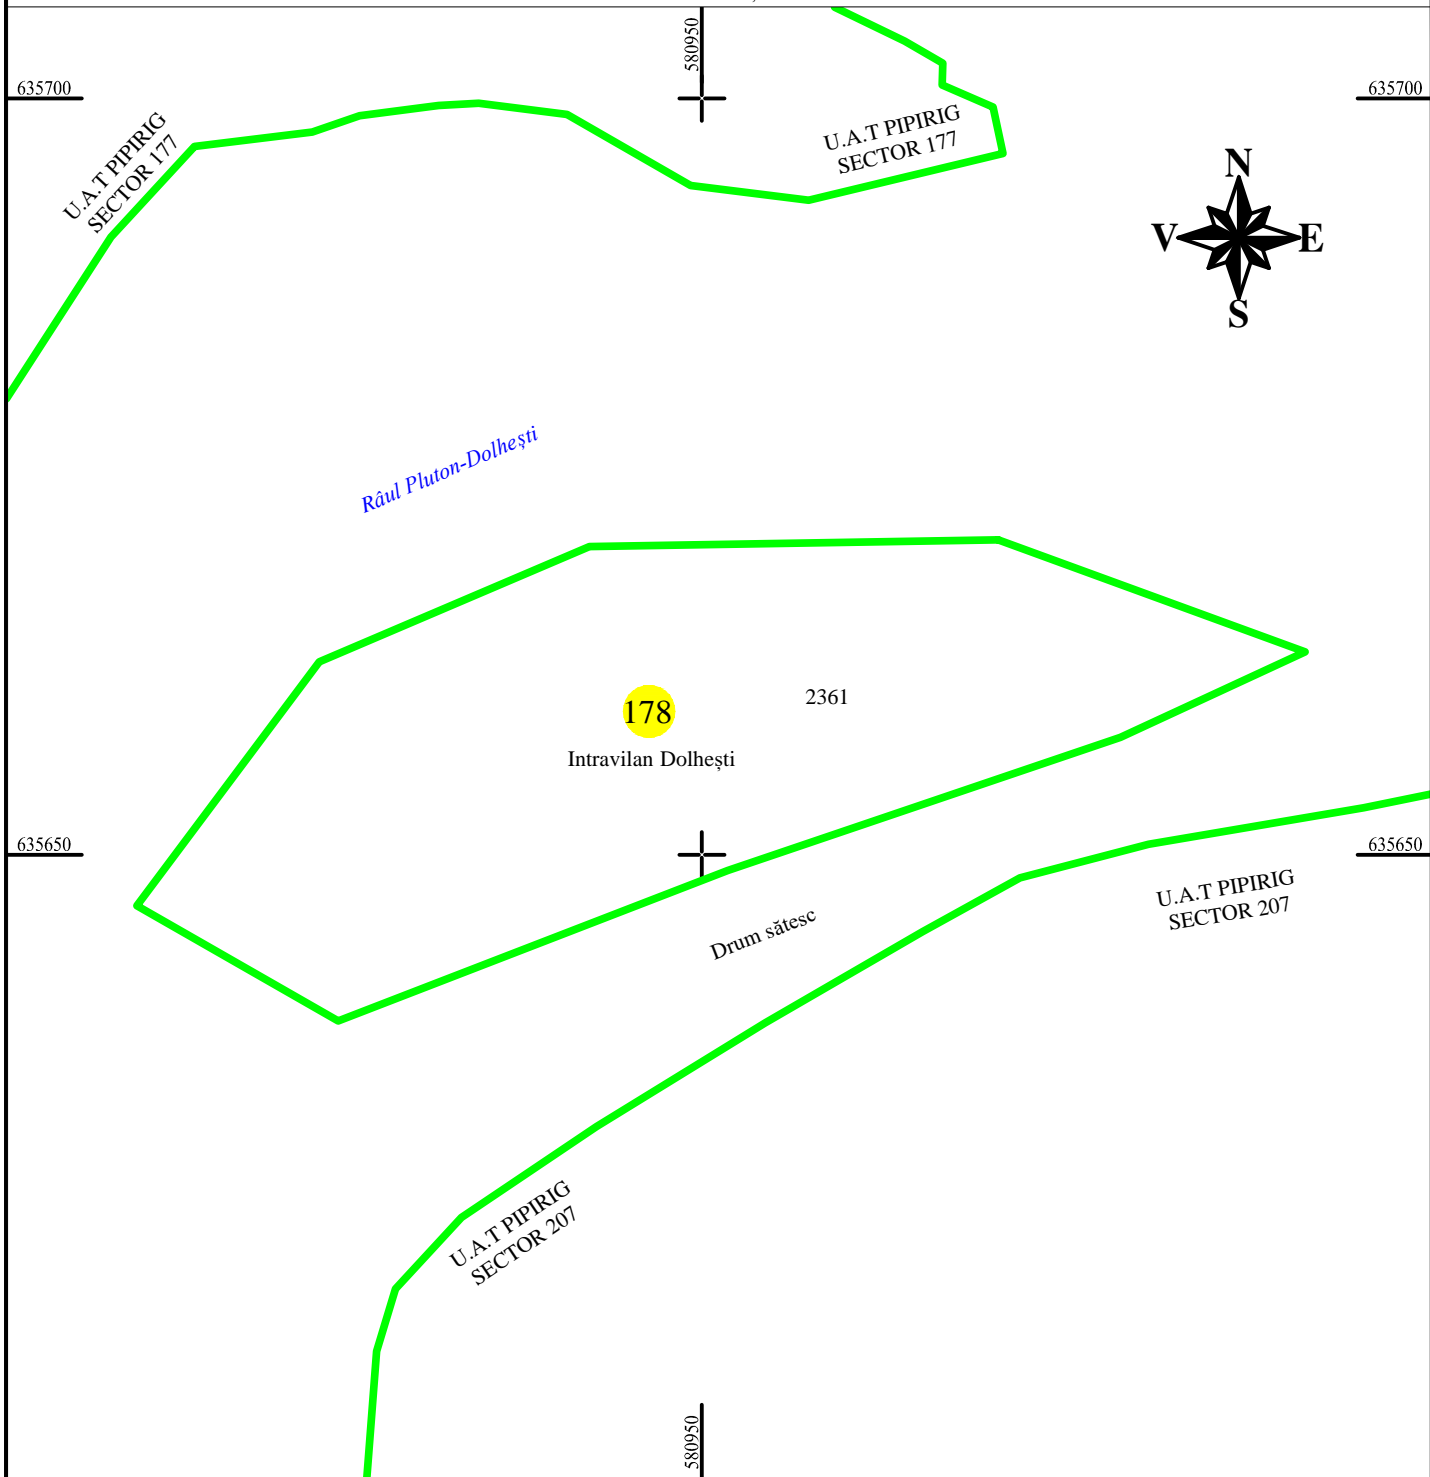 580950
635700
635700
U.A.T PIPIRIG
SECTOR 177
U.A.T PIPIRIG
SECTOR 177
N
V
E
S
Râul Pluton-Dolhești
178
2361
Intravilan Dolhești
635650
635650
U.A.T PIPIRIG
SECTOR 207
Drum sătesc
U.A.T PIPIRIG
SECTOR 207
580950